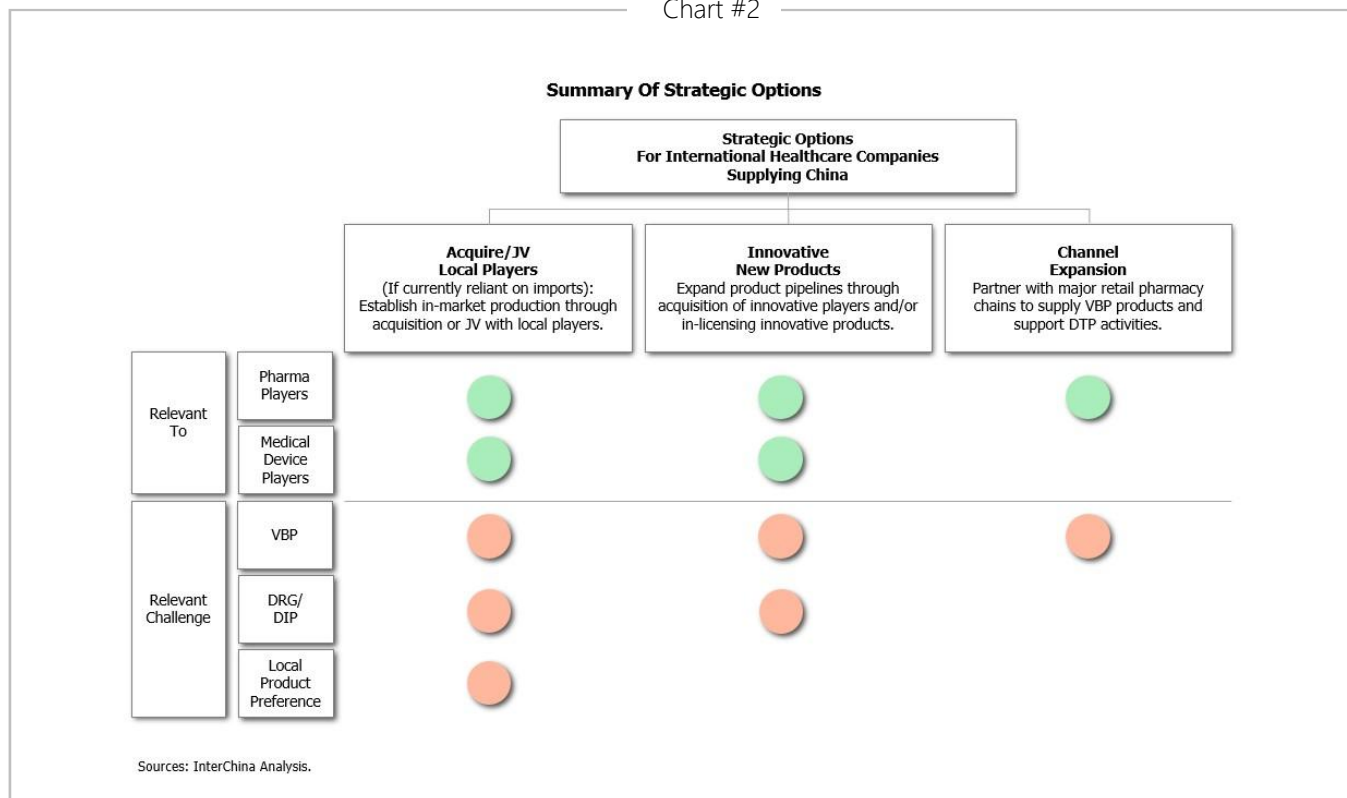 Chart #2
Summary Of Strategic Options
Strategic Options
For International Healthcare Companies
Supplying China
Acquire/JV
Local Players
(If currently reliant on imports):
Establish in-market production through
acquisition or JV with local players.
Innovative
New Products
Expand product pipelines through
acquisition of innovative players and/or
in-licensing innovative products.
Channel
Expansion
Partner with major retail pharmacy
chains to supply VBP products and
support DTP activities.
Relevant
To
Pharma
Players
Medical
Device
Players
Relevant
Challenge
VBP
DRG/
DIP
Local
Product
Preference
Sources: InterChina Analysis.